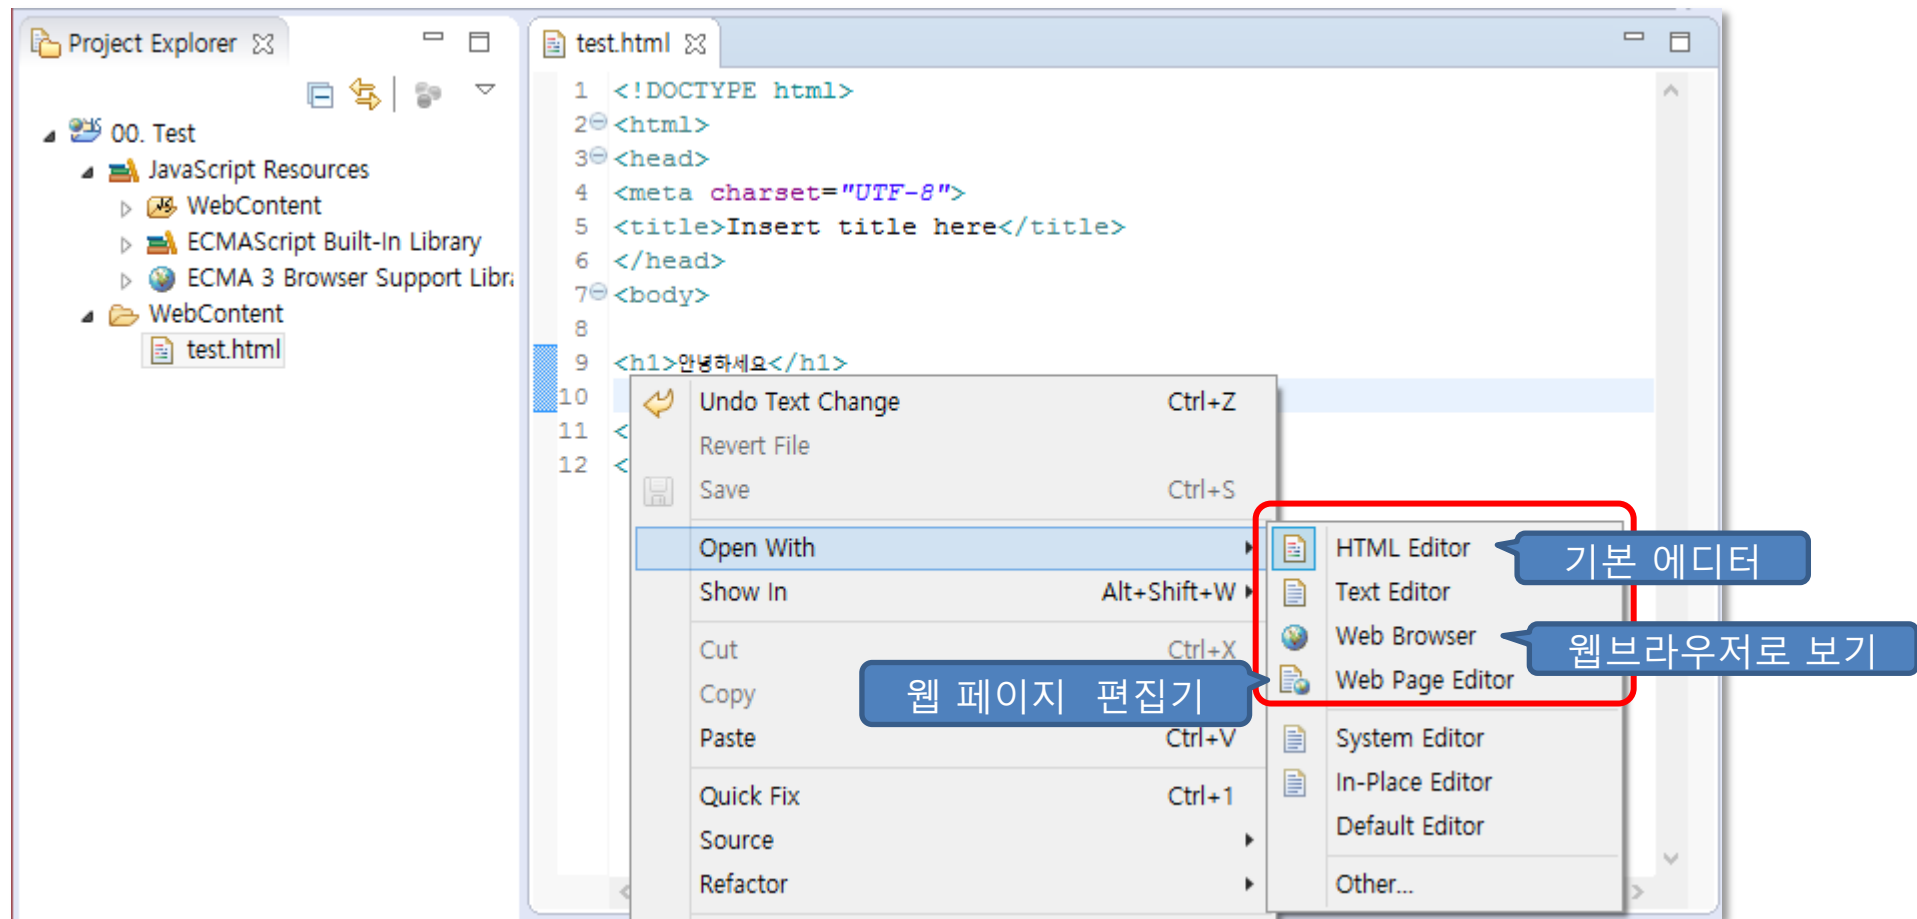 Project Explorer
00. Test
JavaScript Resources
WebContent
ECMAScript Built-In Library
ECMA 3 Browser Support
WebContent
test.html
test.html
1 <!DOCTYPE html>
2 <html>
3 <head>
4 <meta charset="UTF-8">
5 <title>Insert title here</title>
6 </head>
7 <body>
8
9 <h1>안녕하세요</h1>
10
11 <
12 <
Undo Text Change Ctrl+Z
Revert File
Save Ctrl+S
Open With
Show In Alt+Shift+W
Cut Ctrl+X
Copy
Paste Ctrl+V
Quick Fix Ctrl+1
Source
Refactor
HTML Editor
Text Editor
Web Browser
Web Page Editor
System Editor
In-Place Editor
Default Editor
Other...
기본 에디터
웹브라우저로 보기
웹 페이지 편집기